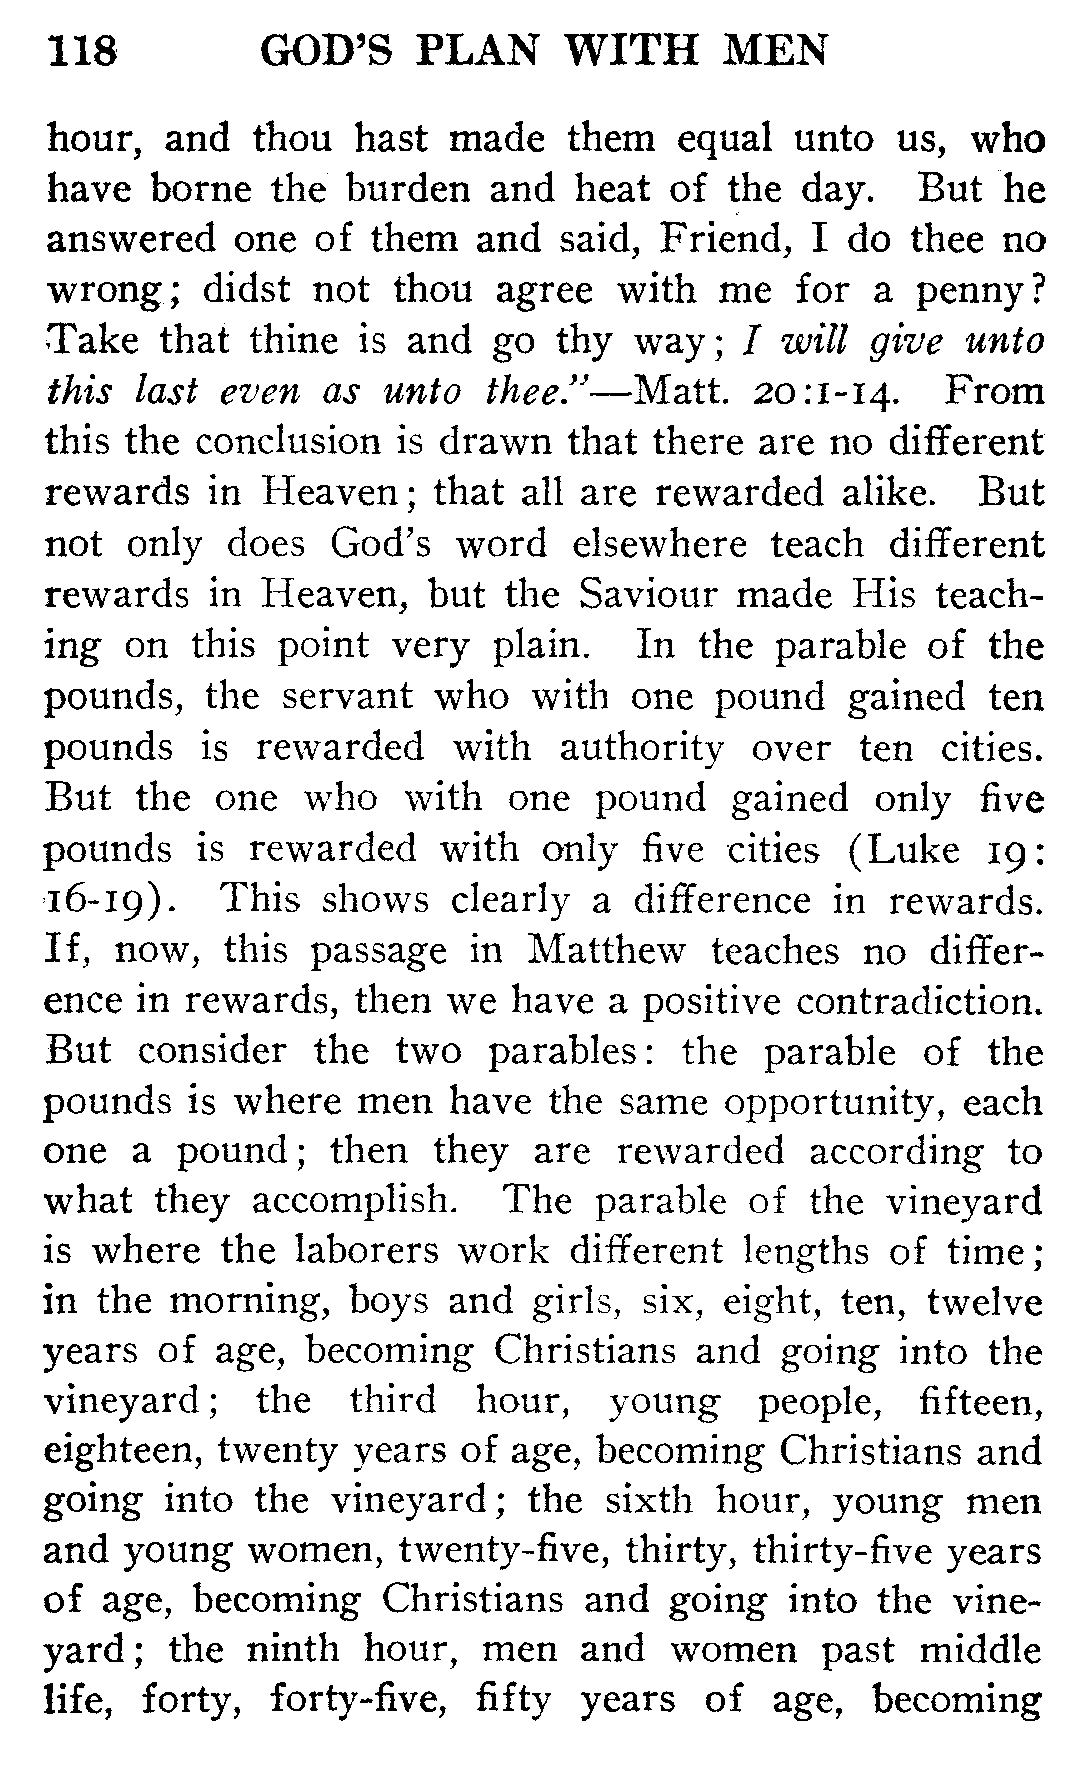 118 GOD'S PLAN WITH MEN
hour, and thou hast made them equal unto us, who
have borne the burden and heat of the day. But he
answered one of them and said, Friend, I do thee no
wrong; didst not thou agree with me for a penny?
Take that thine is and go thy way; I will give unto
this last even as unto thee."—Matt. 20:1-14. From
this the conclusion is drawn that there are no different
rewards in Heaven; that all are rewarded alike. But
not only does God's word elsewhere teach different
rewards in Heaven, but the Saviour made His teach-
ing on this point very plain. In the parable of the
pounds, the servant who with one pound gained ten
pounds is rewarded with authority over ten cities.
But the one who with one pound gained only five
pounds is rewarded with only five cities (Luke 19:
16-19). This shows clearly a difference in rewards.
If, now, this passage in Matthew teaches no differ-
ence in rewards, then we have a positive contradiction.
But consider the two parables: the parable of the
pounds is where men have the same opportunity, each
one a pound; then they are rewarded according to
what they accomplish. The parable of the vineyard
is where the laborers work different lengths of time;
in the morning, boys and girls, six, eight, ten, twelve
years of age, becoming Christians and going into the
vineyard; the third hour, young people, fifteen,
eighteen, twenty years of age, becoming Christians and
going into the vineyard; the sixth hour, young men
and young women, twenty-five, thirty, thirty-five years
of age, becoming Christians and going into the vine-
yard; the ninth hour, men and women past middle
life, forty, forty-five, fifty years of age, becoming